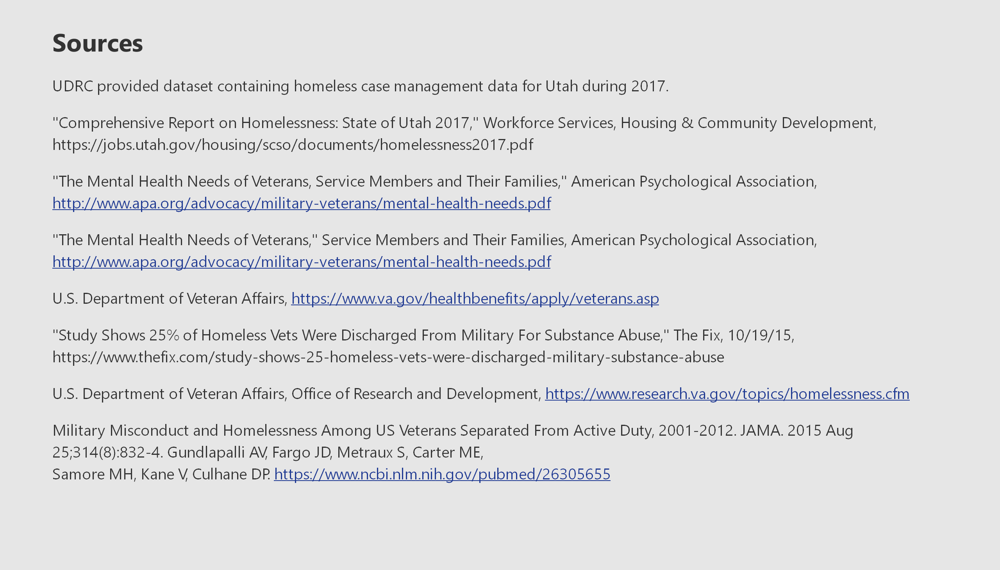 Sources
UDRC provided dataset containing homeless case management data for Utah during 2017.
"Comprehensive Report on Homelessness: State of Utah 2017," Workforce Services, Housing & Community Development,
https://jobs.utah.gov/housing/scso/documents/homelessness2017.pdf
"The Mental Health Needs of Veterans, Service Members and Their Families," American Psychological Association,
http://www.apa.org/advocacy/military-veterans/mental-health-needs.pdf
"The Mental Health Needs of Veterans," Service Members and Their Families, American Psychological Association,
http://www.apa.org/advocacy/military-veterans/mental-health-needs.pdf
U.S. Department of Veteran Affairs, https://www.va.gov/healthbenefits/apply/veterans.asp
"Study Shows 25% of Homeless Vets Were Discharged From Military For Substance Abuse," The Fix, 10/19/15,
https://www.thefix.com/study-shows-25-homeless-vets-were-discharged-military-substance-abuse
U.S. Department of Veteran Affairs, Office of Research and Development, https://www.research.va.gov/topics/homelessness.cfm
Military Misconduct and Homelessness Among US Veterans Separated From Active Duty, 2001-2012. JAMA. 2015 Aug
25;314(8):832-4. Gundlapalli AV, Fargo JD, Metraux S, Carter ME,
Samore MH, Kane V, Culhane DP. https://www.ncbi.nlm.nih.gov/pubmed/26305655